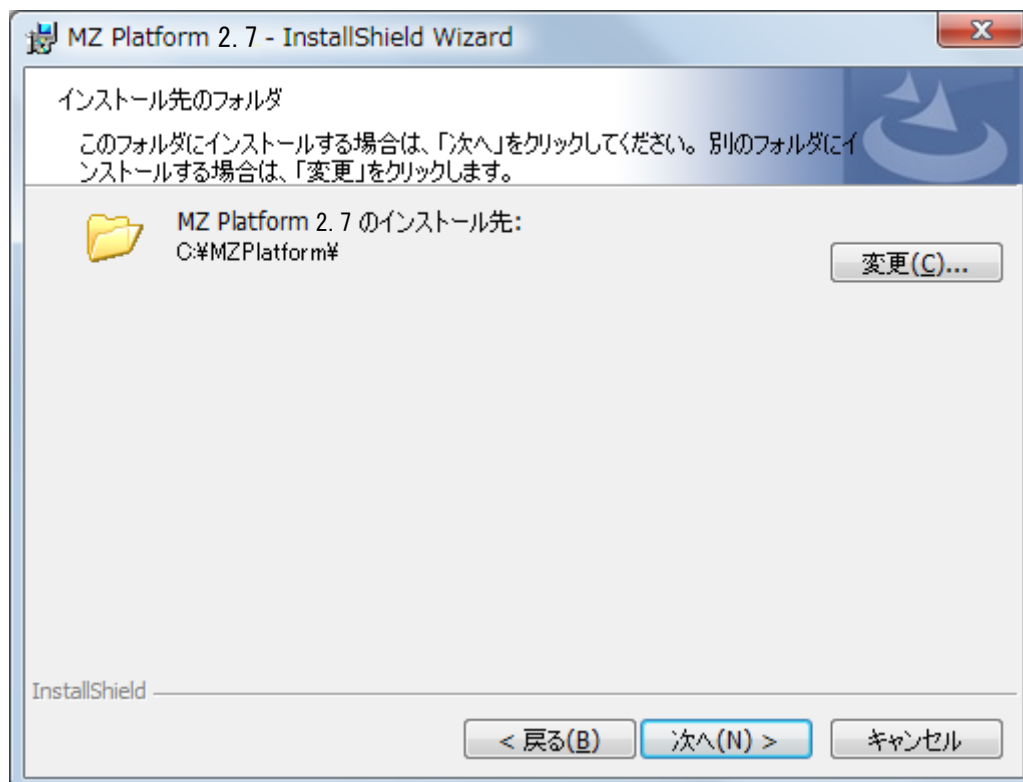 MZ Platform 2.7 - InstallShield Wizard
インストール先のフォルダ
このフォルダにインストールする場合は、「次へ」をクリックしてください。別のフォルダにイ
ンストールする場合は、「変更」をクリックします。
MZ Platform 2.7 のインストール先:
C:¥MZPlatform¥
変更(C)...
InstallShield
< 戻る(B)
次へ(N) >
キャンセル